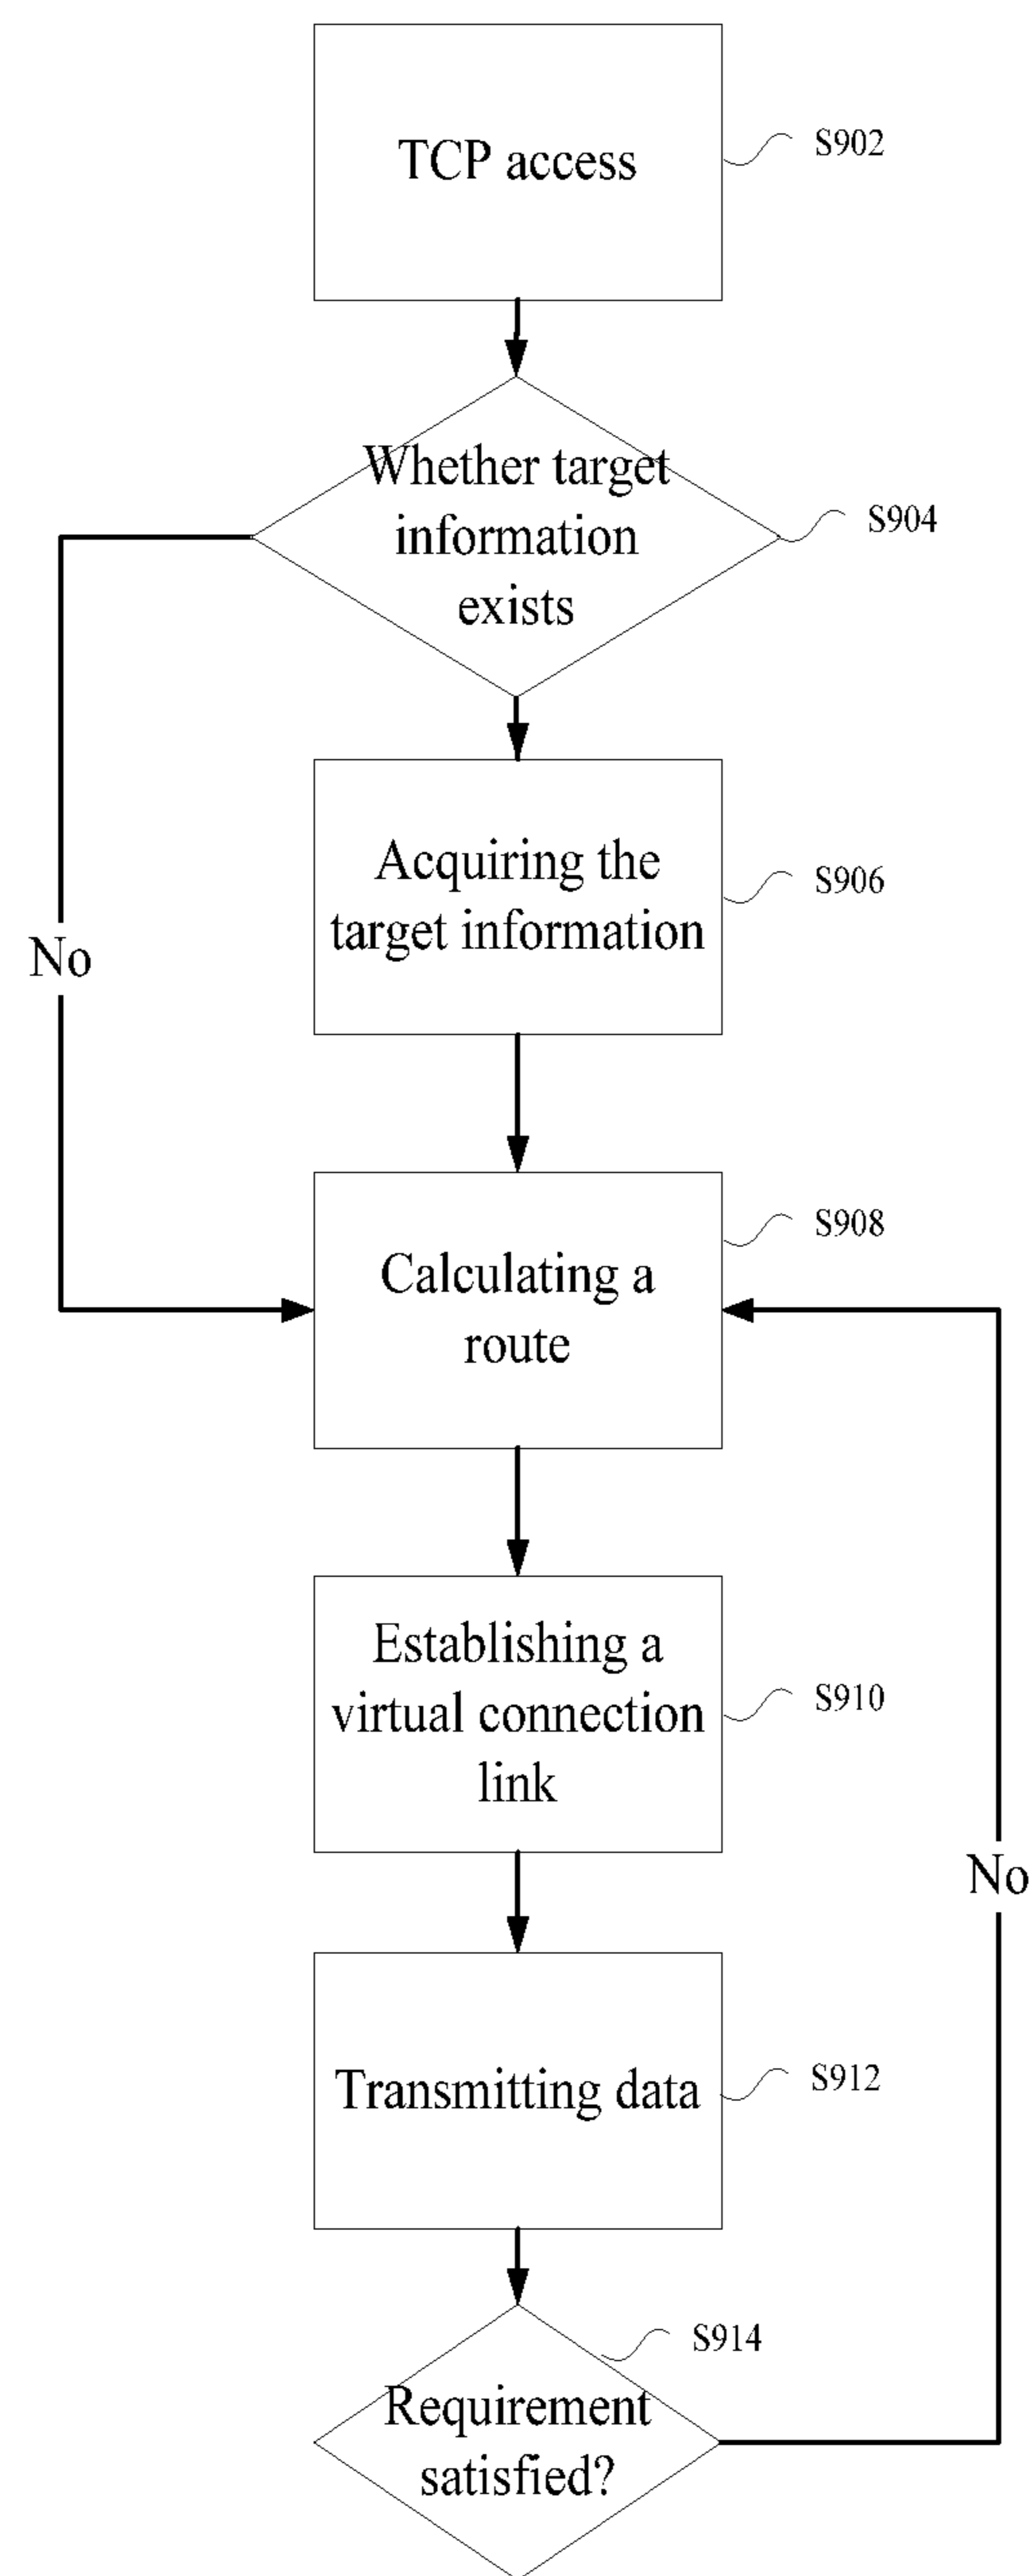 TCP access
S902
Whether target
information
exists
S904
Acquiring the
target information
S906
No
Calculating a
route
S908
Establishing a
virtual connection
link
S910
No
Transmitting data
S912
Requirement
satisfied?
S914